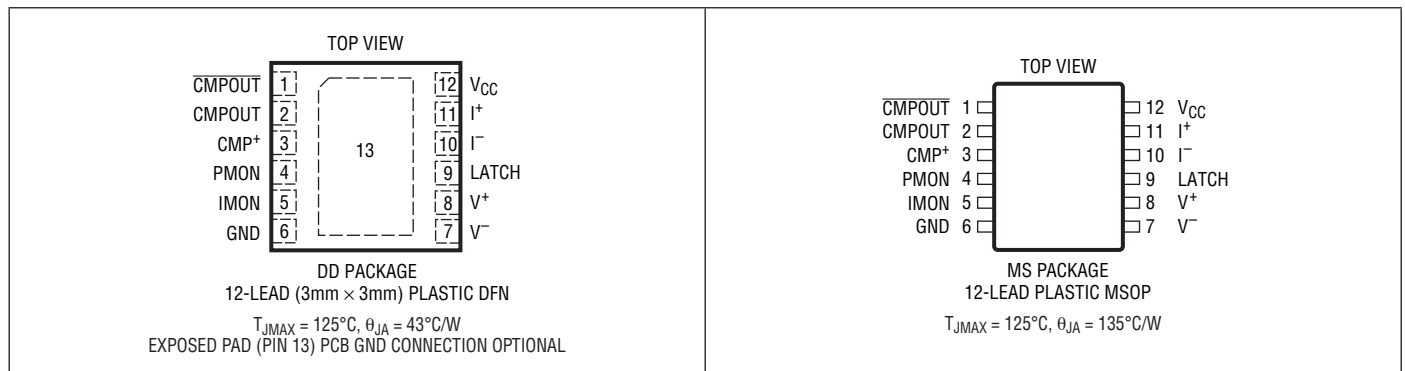 TOP VIEW
C̅M̅P̅O̅U̅T̅ 1 12 VCC
CMPOUT 2 11 I+
CMP+ 3 10 I–
13
PMON 4 9 LATCH
IMON 5 8 V+
GND 6 7 V–
DD PACKAGE
12-LEAD (3mm × 3mm) PLASTIC DFN
TJMAX = 125°C, θJA = 43°C/W
EXPOSED PAD (PIN 13) PCB GND CONNECTION OPTIONAL
TOP VIEW
C̅M̅P̅O̅U̅T̅ 1 12 VCC
CMPOUT 2 11 I+
CMP+ 3 10 I–
PMON 4 9 LATCH
IMON 5 8 V+
GND 6 7 V–
MS PACKAGE
12-LEAD PLASTIC MSOP
TJMAX = 125°C, θJA = 135°C/W